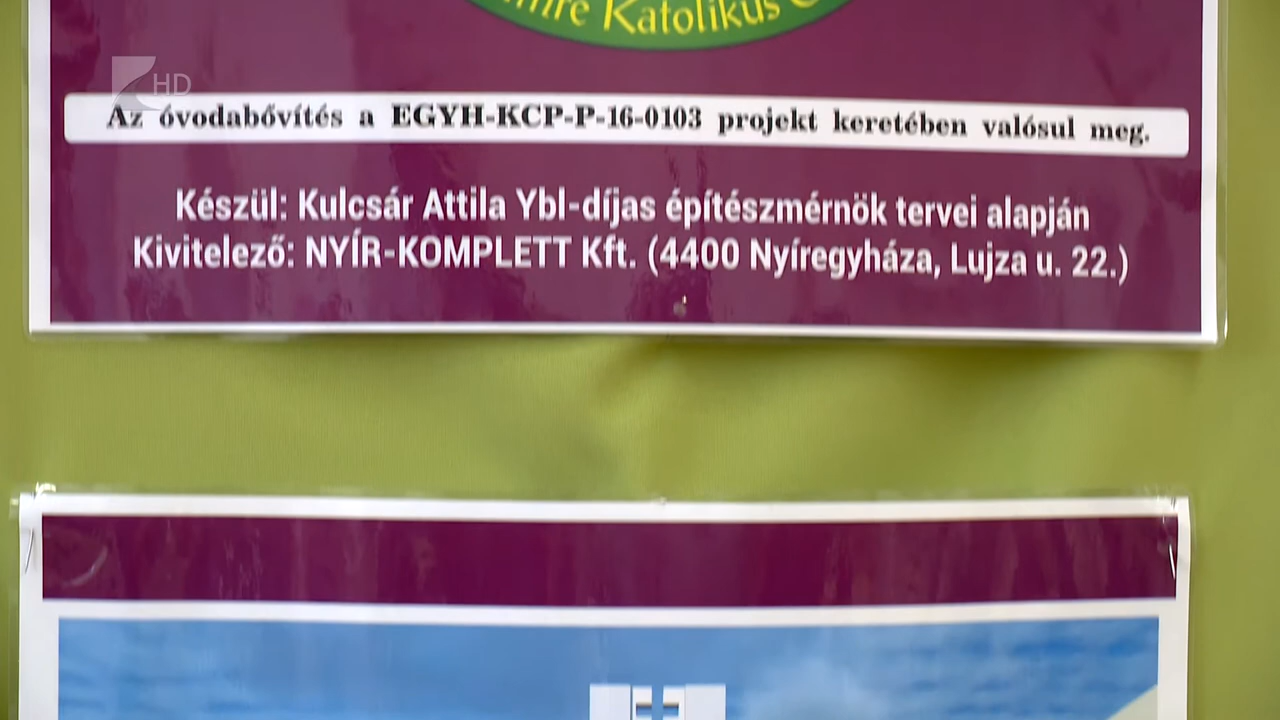 Katolikus
HD
Az óvodabővítés a EGYH-KCP-P-16-0103 projekt keretében valósul meg.
Készül: Kulcsár Attila Ybl-díjas építészmérnök tervei alapján
Kivitelező: NYÍR-KOMPLETT Kft. (4400 Nyíregyháza, Lujza u. 22.)